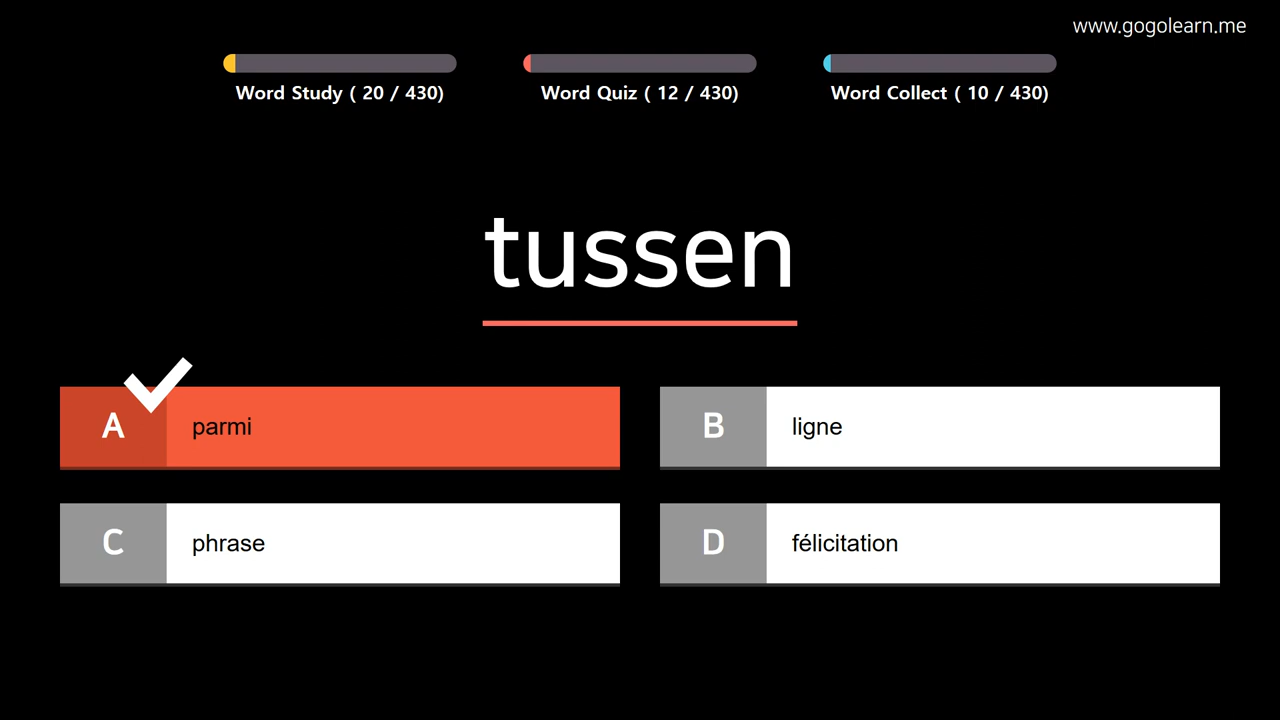 www.gogolearn.me
Word Study ( 20 / 430)
Word Quiz ( 12 / 430)
Word Collect ( 10 / 430)
tussen
A parmi
B ligne
C phrase
D félicitation